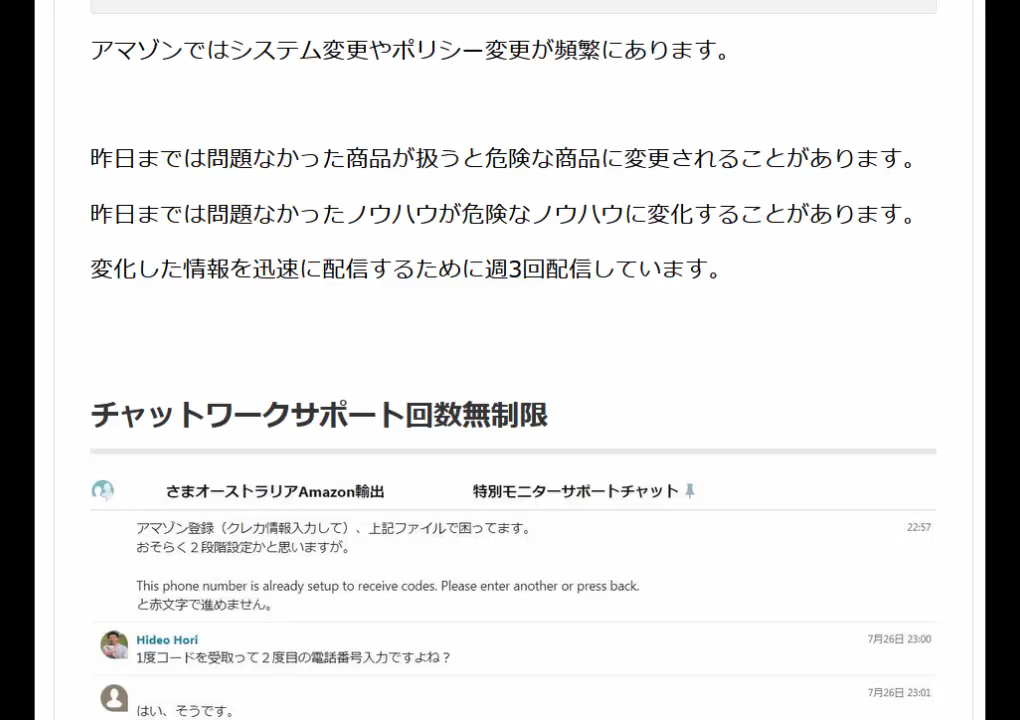 アマゾンではシステム変更やポリシー変更が頻繁にあります。
昨日までは問題なかった商品が扱うと危険な商品に変更されることがあります。
昨日までは問題なかったノウハウが危険なノウハウに変化することがあります。
変化した情報を迅速に配信するために週3回配信しています。
チャットワークサポート回数無制限
さまオーストラリアAmazon輸出 特別モニターサポートチャット
アマゾン登録（クレカ情報入力して）、上記ファイルで困ってます。 22:57
おそらく２段階設定かと思いますが。
This phone number is already setup to receive codes. Please enter another or press back.
と赤文字で進めません。
Hideo Hori 7月26日 23:00
1度コードを受取って２度目の電話番号入力ですよね？
7月26日 23:01
はい、そうです。